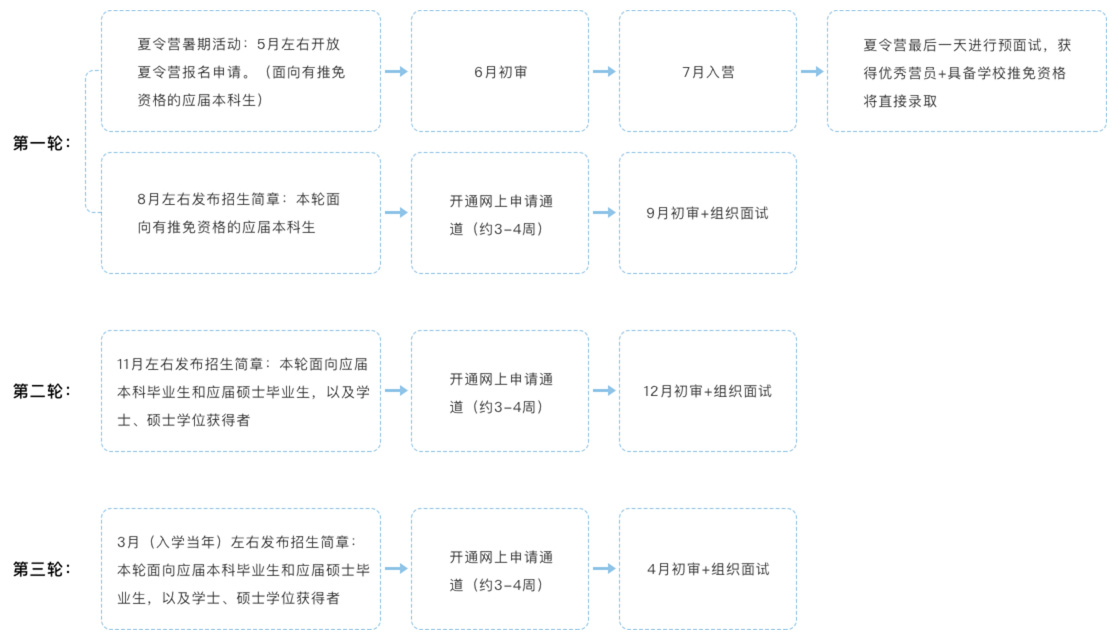 第一轮：
夏令营暑期活动：5月左右开放
夏令营报名申请。（面向有推免
资格的应届本科生）
6月初审
7月入营
夏令营最后一天进行预面试，获
得优秀营员+具备学校推免资格
将直接录取
8月左右发布招生简章：本轮面
向有推免资格的应届本科生
开通网上申请通
道（约3-4周）
9月初审+组织面试
第二轮：
11月左右发布招生简章：本轮面向应届
本科毕业生和应届硕士毕业生，以及学
士、硕士学位获得者
开通网上申请通
道（约3-4周）
12月初审+组织面试
第三轮：
3月（入学当年）左右发布招生简章：
本轮面向应届本科毕业生和应届硕士毕
业生，以及学士、硕士学位获得者
开通网上申请通
道（约3-4周）
4月初审+组织面试